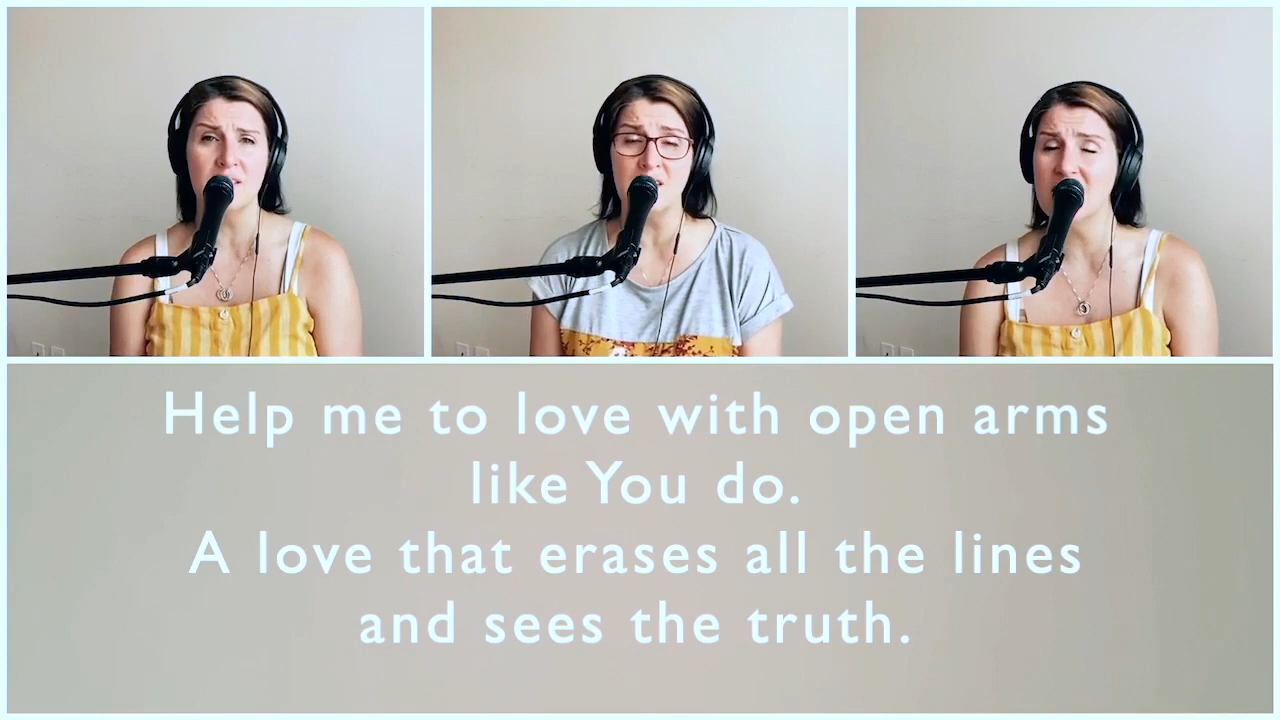 Help me to love with open arms
like You do.
A love that erases all the lines
and sees the truth.